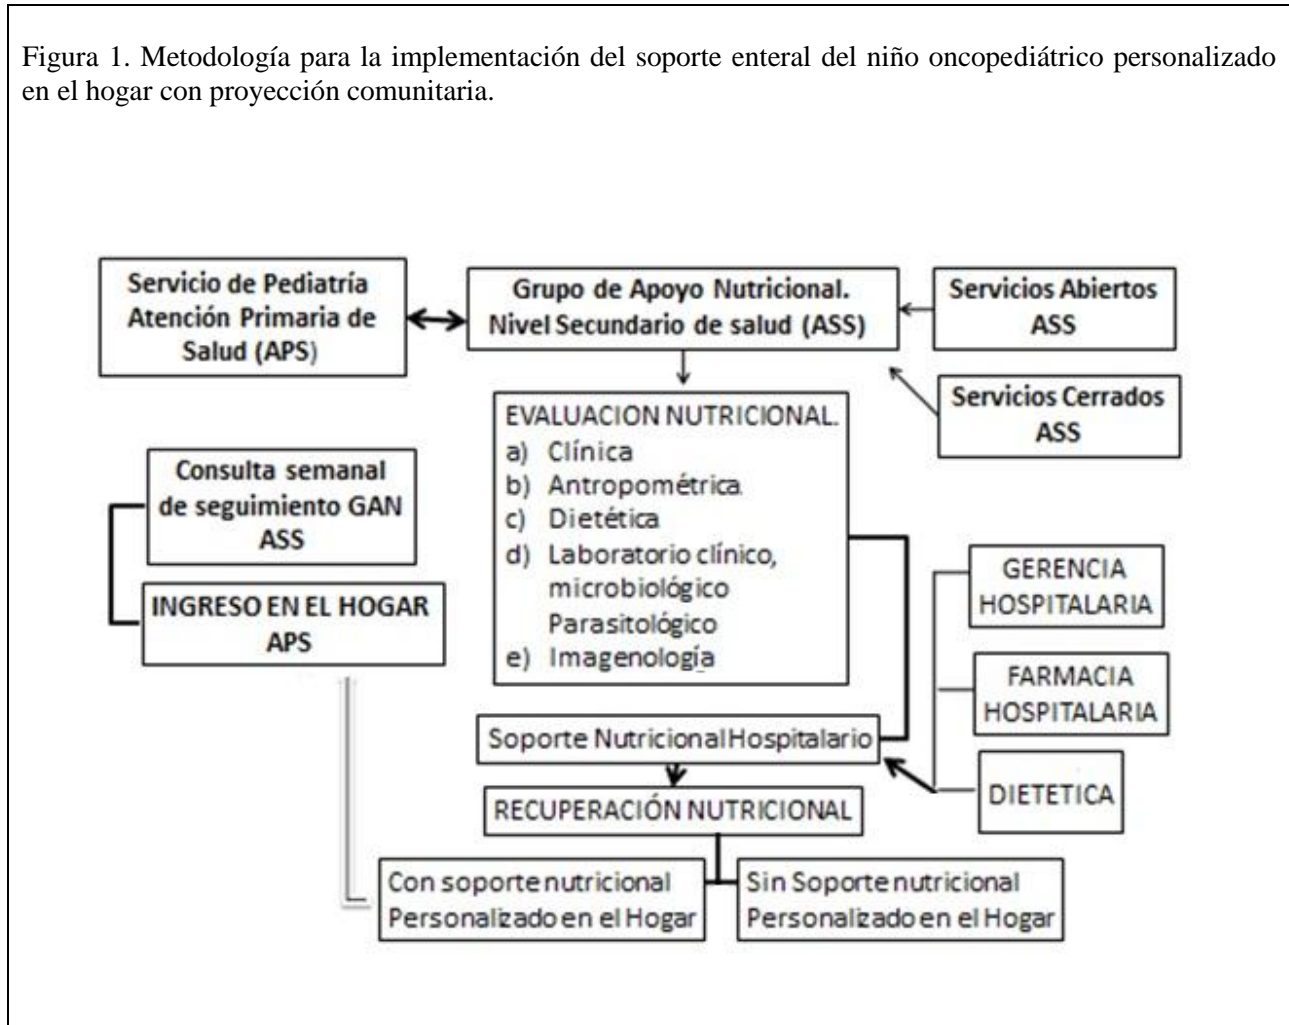 Figura 1. Metodología para la implementación del soporte enteral del niño oncopediátrico personalizado
en el hogar con proyección comunitaria.
Servicio de Pediatría
Atención Primaria de
Salud (APS)
Grupo de Apoyo Nutricional.
Nivel Secundario de salud (ASS)
Servicios Abiertos
ASS
Servicios Cerrados
ASS
EVALUACION NUTRICIONAL.
a) Clínica
b) Antropométrica.
c) Dietética
d) Laboratorio clínico,
microbiológico
Parasitológico
e) Imagenología
Consulta semanal
de seguimiento GAN
ASS
INGRESO EN EL HOGAR
APS
GERENCIA
HOSPITALARIA
FARMACIA
HOSPITALARIA
DIETETICA
Soporte Nutricional Hospitalario
RECUPERACIÓN NUTRICIONAL
Con soporte nutricional
Personalizado en el Hogar
Sin Soporte nutricional
Personalizado en el Hogar